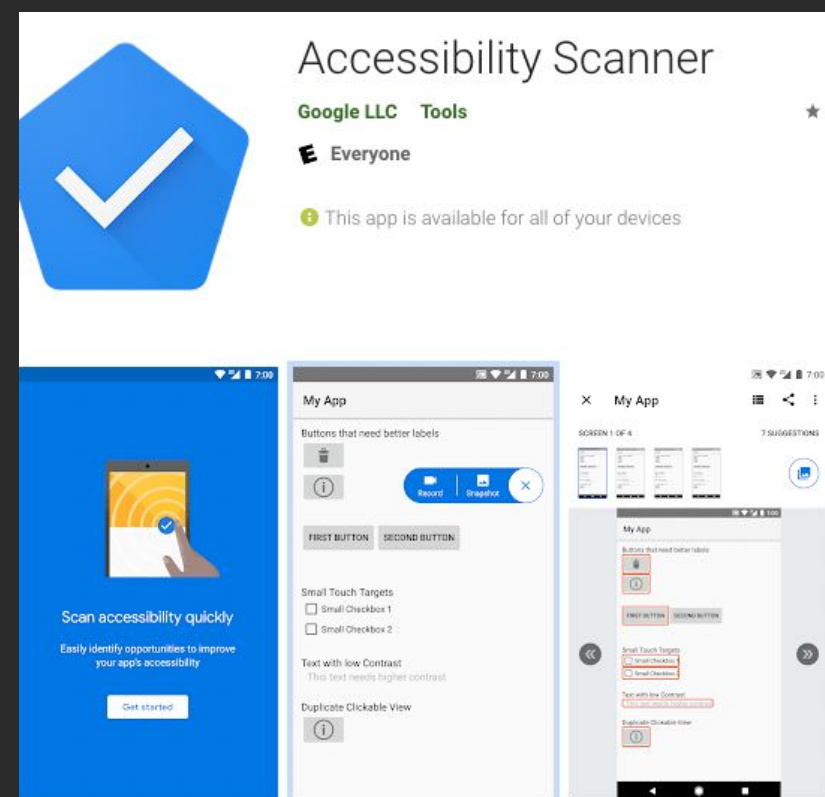 Accessibility Scanner
Google LLC Tools
E Everyone
This app is available for all of your devices
7:00
Scan accessibility quickly
Easily identify opportunities to improve
your app's accessibility
Get started
7:00
My App
Buttons that need better labels
Record Snapshot
FIRST BUTTON SECOND BUTTON
Small Touch Targets
Small Checkbox 1
Small Checkbox 2
Text with low Contrast
This text needs higher contrast
Duplicate Clickable View
7:00
My App
SCREEN 1 OF 4 7 SUGGESTIONS
My App
Buttons that need better labels
FIRST BUTTON SECOND BUTTON
Small Touch Targets
Small Checkbox
Small Checkbox
Text with low Contrast
This text needs higher contrast
Duplicate Clickable View